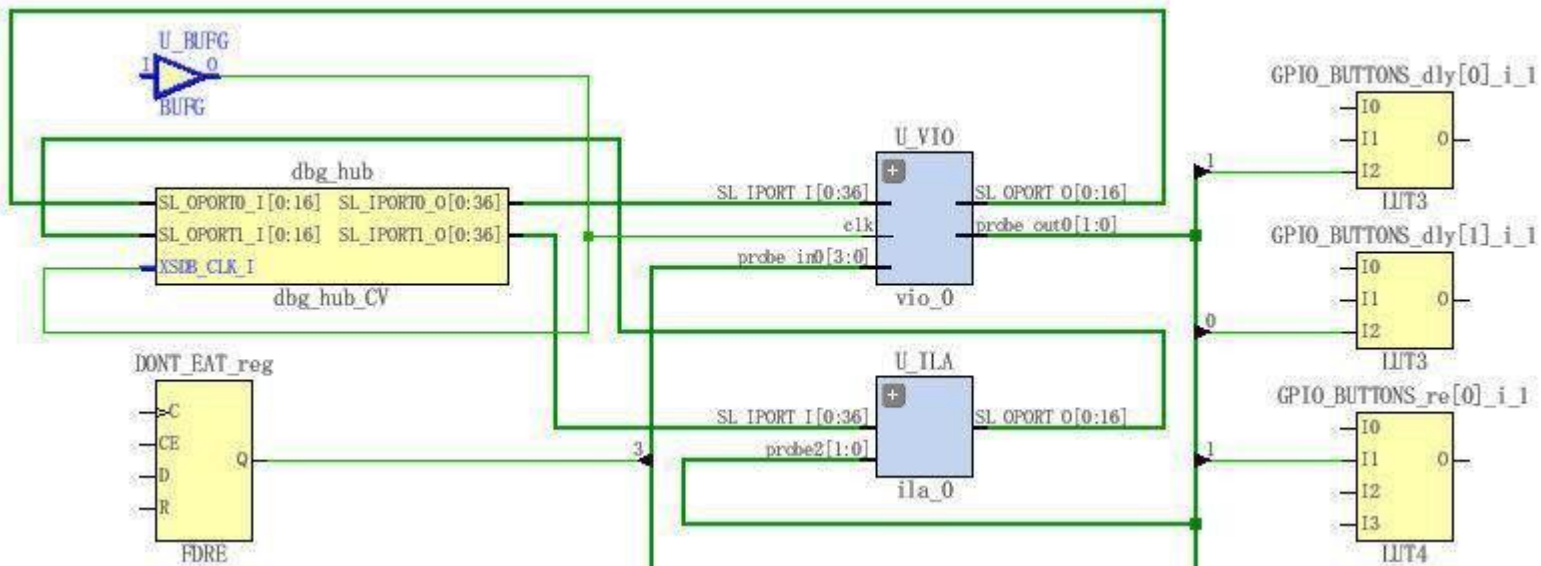 U_BUFG
I
O
BUFG
dbg_hub
SL_OPORT0_I[0:16] SL_IPORT0_O[0:36]
SL_OPORT1_I[0:16] SL_IPORT1_O[0:36]
XSDB_CLK_I
dbg_hub_CV
DONT_EAT_reg
C
CE
D
R
Q
FDRE
3
U_VIO
SL_IPORT_I[0:36]
SL_OPORT_O[0:16]
clk
probe_out0[1:0]
probe_in0[3:0]
vio_0
U_ILA
SL_IPORT_I[0:36]
SL_OPORT_O[0:16]
probe2[1:0]
ila_0
1
0
1
GPIO_BUTTONS_dly[0]_i_1
I0
I1
O
I2
LUT3
GPIO_BUTTONS_dly[1]_i_1
I0
I1
O
I2
LUT3
GPIO_BUTTONS_re[0]_i_1
I0
I1
O
I2
I3
LUT4